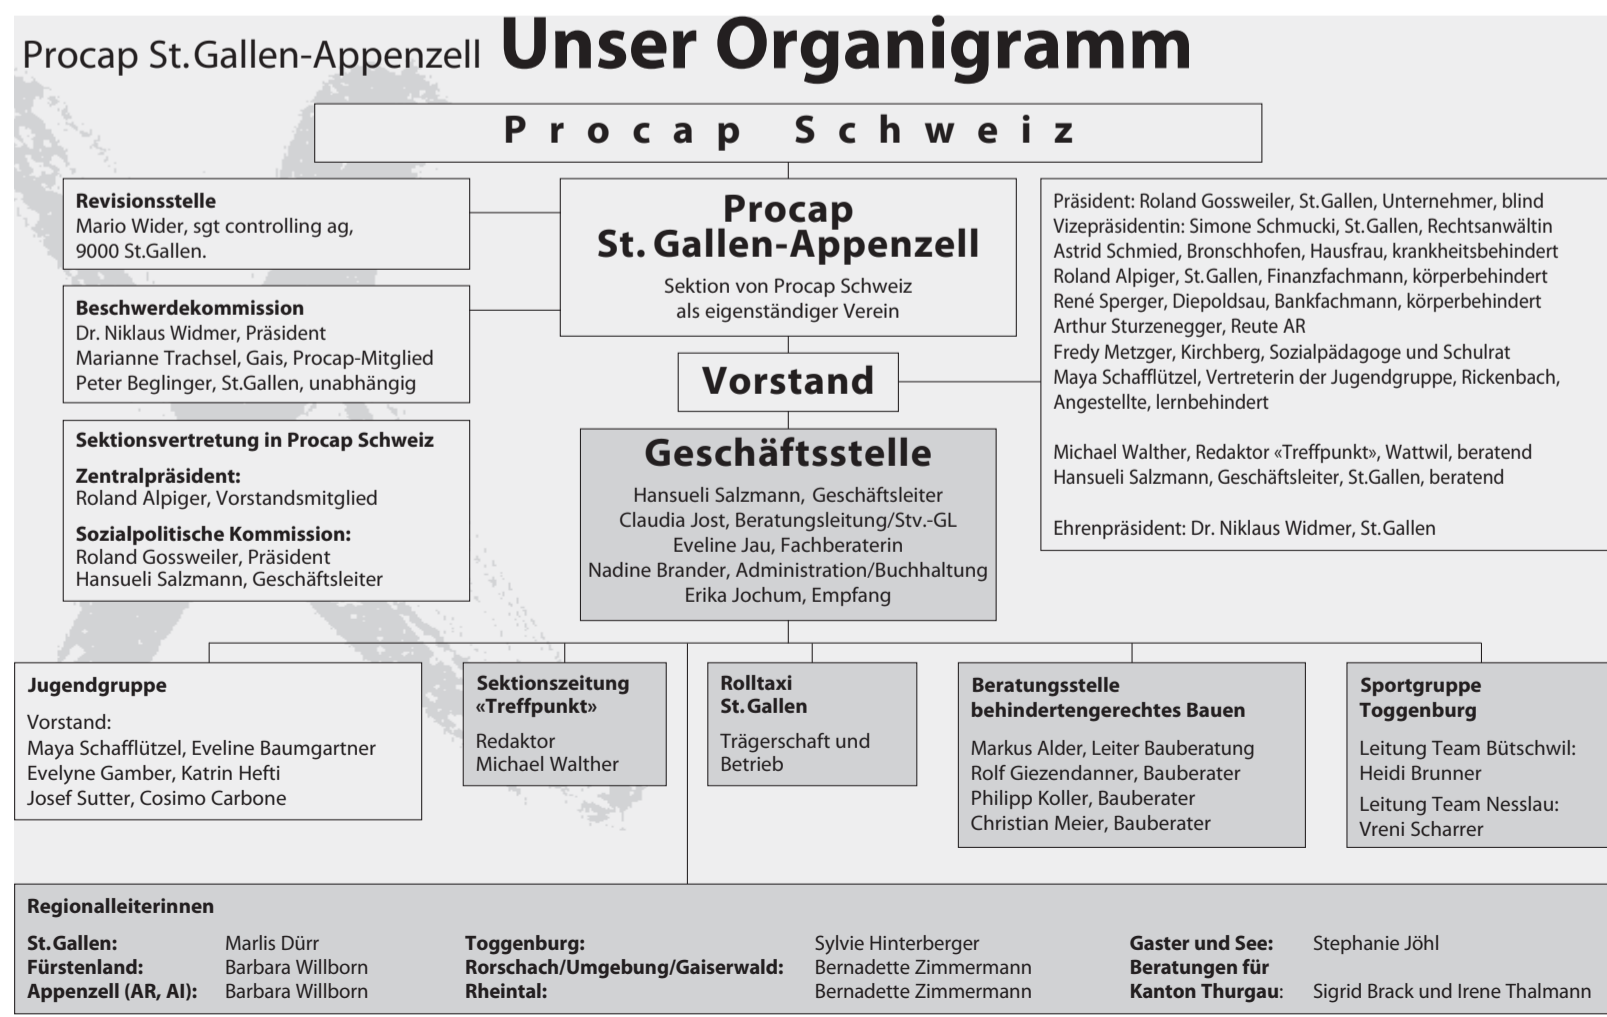 Procap St.Gallen-Appenzell Unser Organigramm
Procap Schweiz
Revisionsstelle
Mario Wider, sgt controlling ag,
9000 St.Gallen.
Beschwerdekommission
Dr. Niklaus Widmer, Präsident
Marianne Trachsel, Gais, Procap-Mitglied
Peter Beglinger, St.Gallen, unabhängig
Sektionsvertretung in Procap Schweiz
Zentralpräsident:
Roland Alpiger, Vorstandsmitglied
Sozialpolitische Kommission:
Roland Gossweiler, Präsident
Hansueli Salzmann, Geschäftsleiter
Procap
St.Gallen-Appenzell
Sektion von Procap Schweiz
als eigenständiger Verein
Vorstand
Geschäftsstelle
Hansueli Salzmann, Geschäftsleiter
Claudia Jost, Beratungsleitung/Stv.-GL
Eveline Jau, Fachberaterin
Nadine Brander, Administration/Buchhaltung
Erika Jochum, Empfang
Präsident: Roland Gossweiler, St.Gallen, Unternehmer, blind
Vizepräsidentin: Simone Schmucki, St.Gallen, Rechtsanwältin
Astrid Schmied, Bronschhofen, Hausfrau, krankheitsbehindert
Roland Alpiger, St.Gallen, Finanzfachmann, körperbehindert
René Sperger, Diepoldsau, Bankfachmann, körperbehindert
Arthur Sturzenegger, Reute AR
Fredy Metzger, Kirchberg, Sozialpädagoge und Schulrat
Maya Schafflützel, Vertreterin der Jugendgruppe, Rickenbach,
Angestellte, lernbehindert
Michael Walther, Redaktor «Treffpunkt», Wattwil, beratend
Hansueli Salzmann, Geschäftsleiter, St.Gallen, beratend
Ehrenpräsident: Dr. Niklaus Widmer, St.Gallen
Jugendgruppe
Vorstand:
Maya Schafflützel, Eveline Baumgartner
Evelyne Gamber, Katrin Hefti
Josef Sutter, Cosimo Carbone
Sektionszeitung
«Treffpunkt»
Redaktor
Michael Walther
Rolltaxi
St.Gallen
Trägerschaft und
Betrieb
Beratungsstelle
behindertengerechtes Bauen
Markus Alder, Leiter Bauberatung
Rolf Giezendanner, Bauberater
Philipp Koller, Bauberater
Christian Meier, Bauberater
Sportgruppe
Toggenburg
Leitung Team Bütschwil:
Heidi Brunner
Leitung Team Nesslau:
Vreni Scharrer
Regionalleiterinnen
St.Gallen: Marlis Dürr
Fürstenland: Barbara Willborn
Appenzell (AR, AI): Barbara Willborn
Toggenburg: Sylvie Hinterberger
Rorschach/Umgebung/Gaiserwald: Bernadette Zimmermann
Rheintal: Bernadette Zimmermann
Gaster und See: Stephanie Jöhl
Beratungen für
Kanton Thurgau: Sigrid Brack und Irene Thalmann